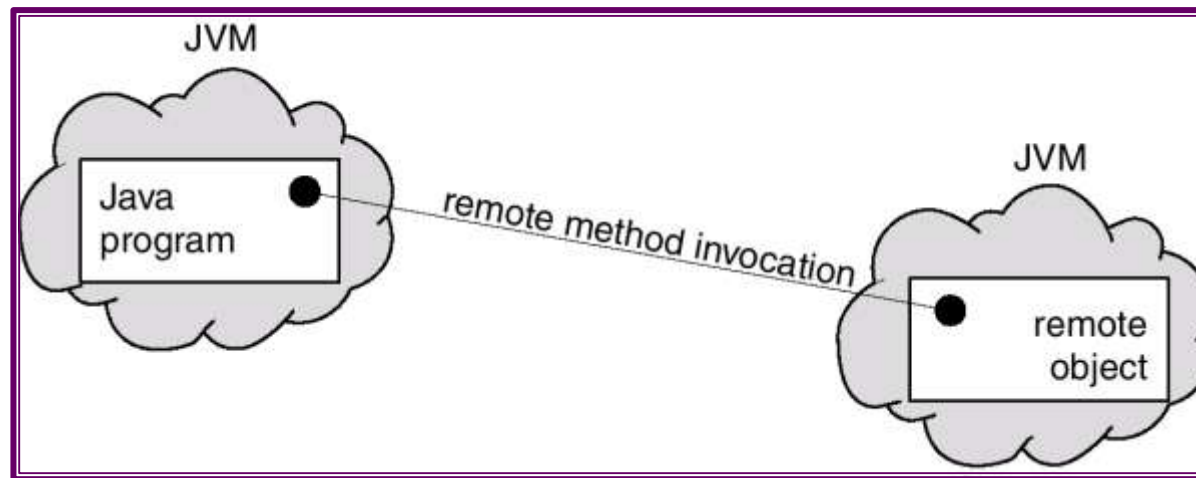 JVM
Java
program
remote method invocation
JVM
remote
object